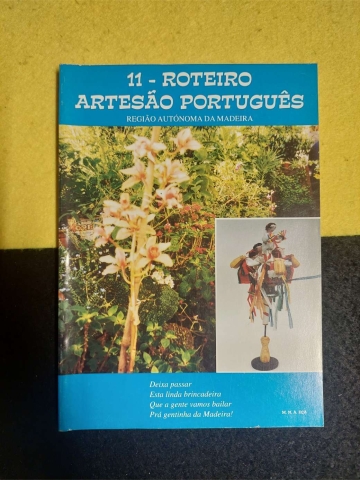 11 - ROTEIRO
ARTESÃO PORTUGUÊS
REGIÃO AUTÓNOMA DA MADEIRA
Deixa passar
Esta linda brincadeira
Que a gente vamos bailar
Prá gentinha da Madeira!